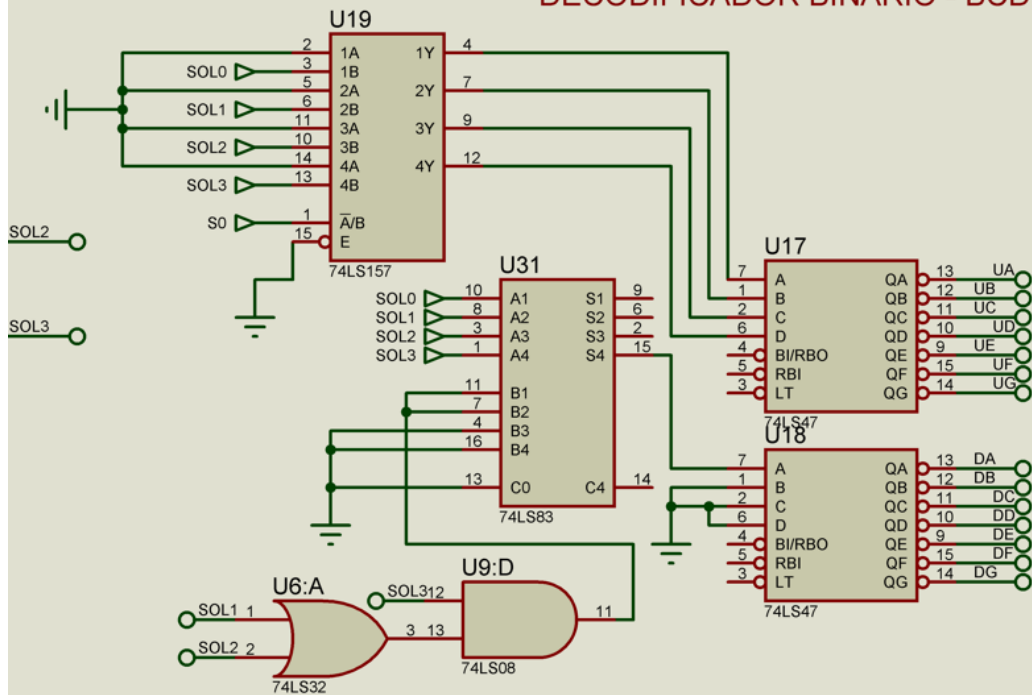 DECODIFICADOR BINARIO - BCD
U19
2 1A 1Y 4
SOL0 3 1B
5 2A 2Y 7
SOL1 6 2B
11 3A 3Y 9
SOL2 10 3B
14 4A 4Y 12
SOL3 13 4B
S0 1 A/B
15 E
74LS157
SOL2
SOL3
U31
SOL0 10 A1 S1 9
SOL1 8 A2 S2 6
SOL2 3 A3 S3 2
SOL3 1 A4 S4 15
11 B1
7 B2
4 B3
16 B4
13 C0 C4 14
74LS83
U17
7 A QA 13 UA
1 B QB 12 UB
2 C QC 11 UC
6 D QD 10 UD
4 BI/RBO QE 9 UE
5 RBI QF 15 UF
3 LT QG 14 UG
74LS47
U18
7 A QA 13 DA
1 B QB 12 DB
2 C QC 11 DC
6 D QD 10 DD
4 BI/RBO QE 9 DE
5 RBI QF 15 DF
3 LT QG 14 DG
74LS47
U6:A
SOL1 1
SOL2 2
3
74LS32
U9:D
SOL3 12
13
11
74LS08